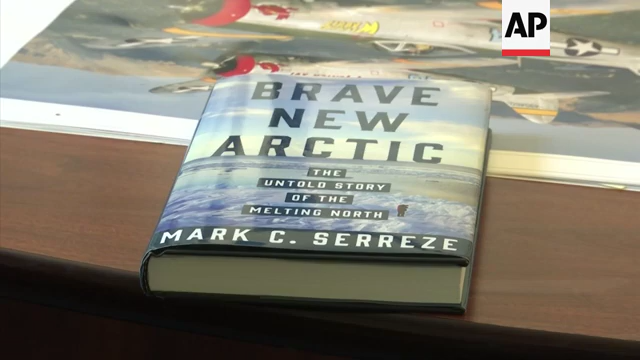 AP
BRAVE
NEW
ARCTIC
THE
UNTOLD STORY
OF THE
MELTING NORTH
MARK C. SERREZE